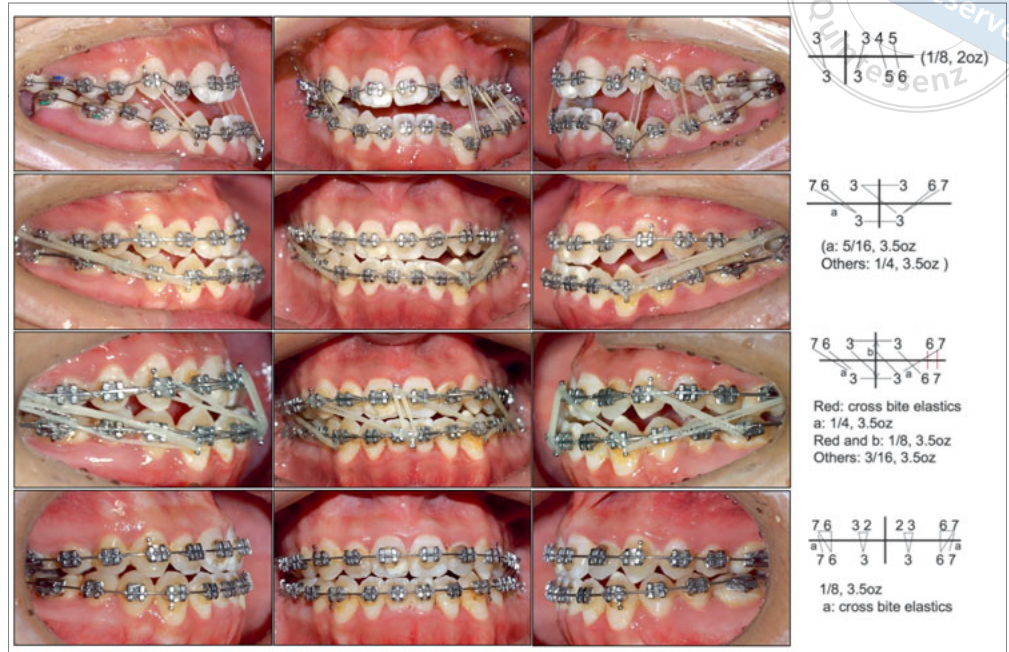 Quintessenz
reserve
3 3 4 5
3 3 5 6
(1/8, 2oz)
7 6 3 3 6 7
a
3 3
(a: 5/16, 3.5oz
Others: 1/4, 3.5oz )
7 6 3 3 6 7
b
a a
3 3 6 7
Red: cross bite elastics
a: 1/4, 3.5oz
Red and b: 1/8, 3.5oz
Others: 3/16, 3.5oz
7 6 3 2 2 3 6 7
a a
7 6 3 3 6 7
1/8, 3.5oz
a: cross bite elastics